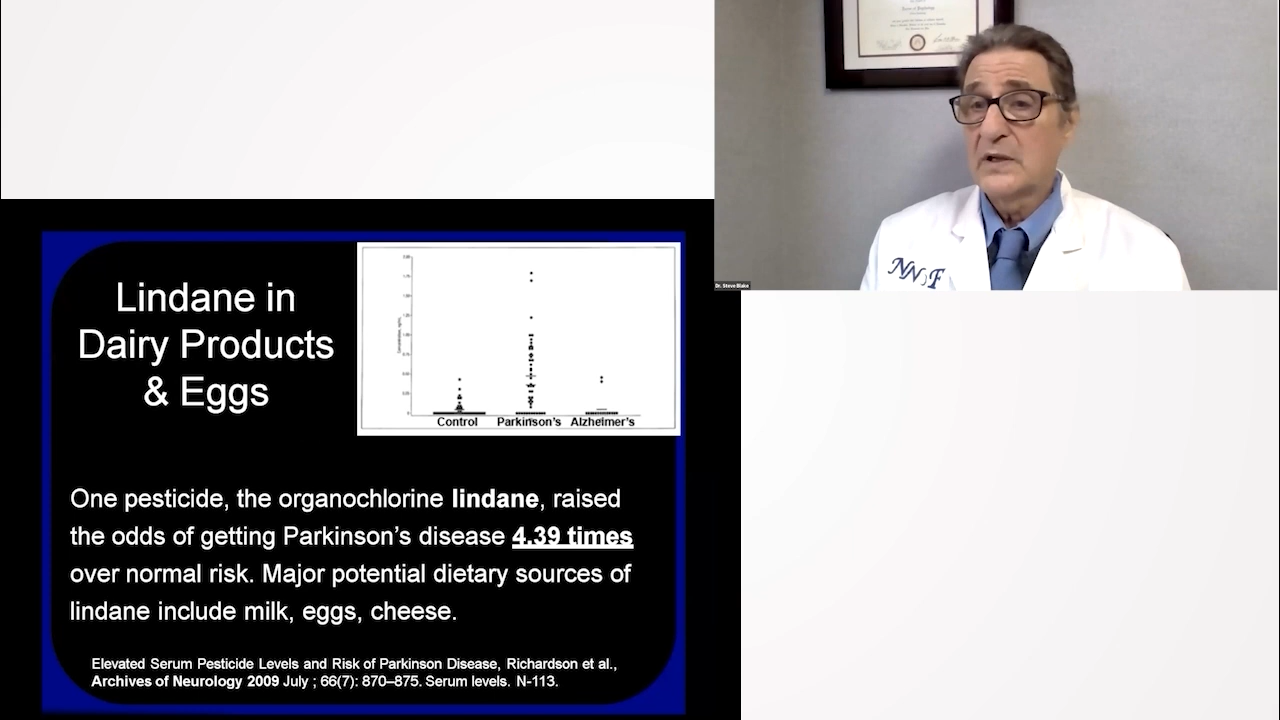 Lindane in
Dairy Products
& Eggs
Control Parkinson's Alzheimer's
One pesticide, the organochlorine lindane, raised
the odds of getting Parkinson's disease 4.39 times
over normal risk. Major potential dietary sources of
lindane include milk, eggs, cheese.
Elevated Serum Pesticide Levels and Risk of Parkinson Disease, Richardson et al.,
Archives of Neurology 2009 July ; 66(7): 870–875. Serum levels. N-113.
Dr. Steve Blake